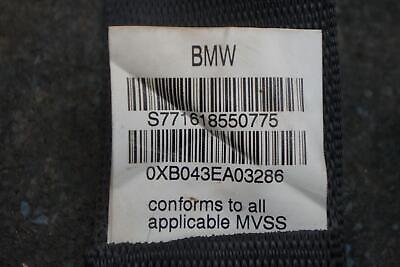 BMW
S771618550775
0XB043EA03286
conforms to all
applicable MVSS